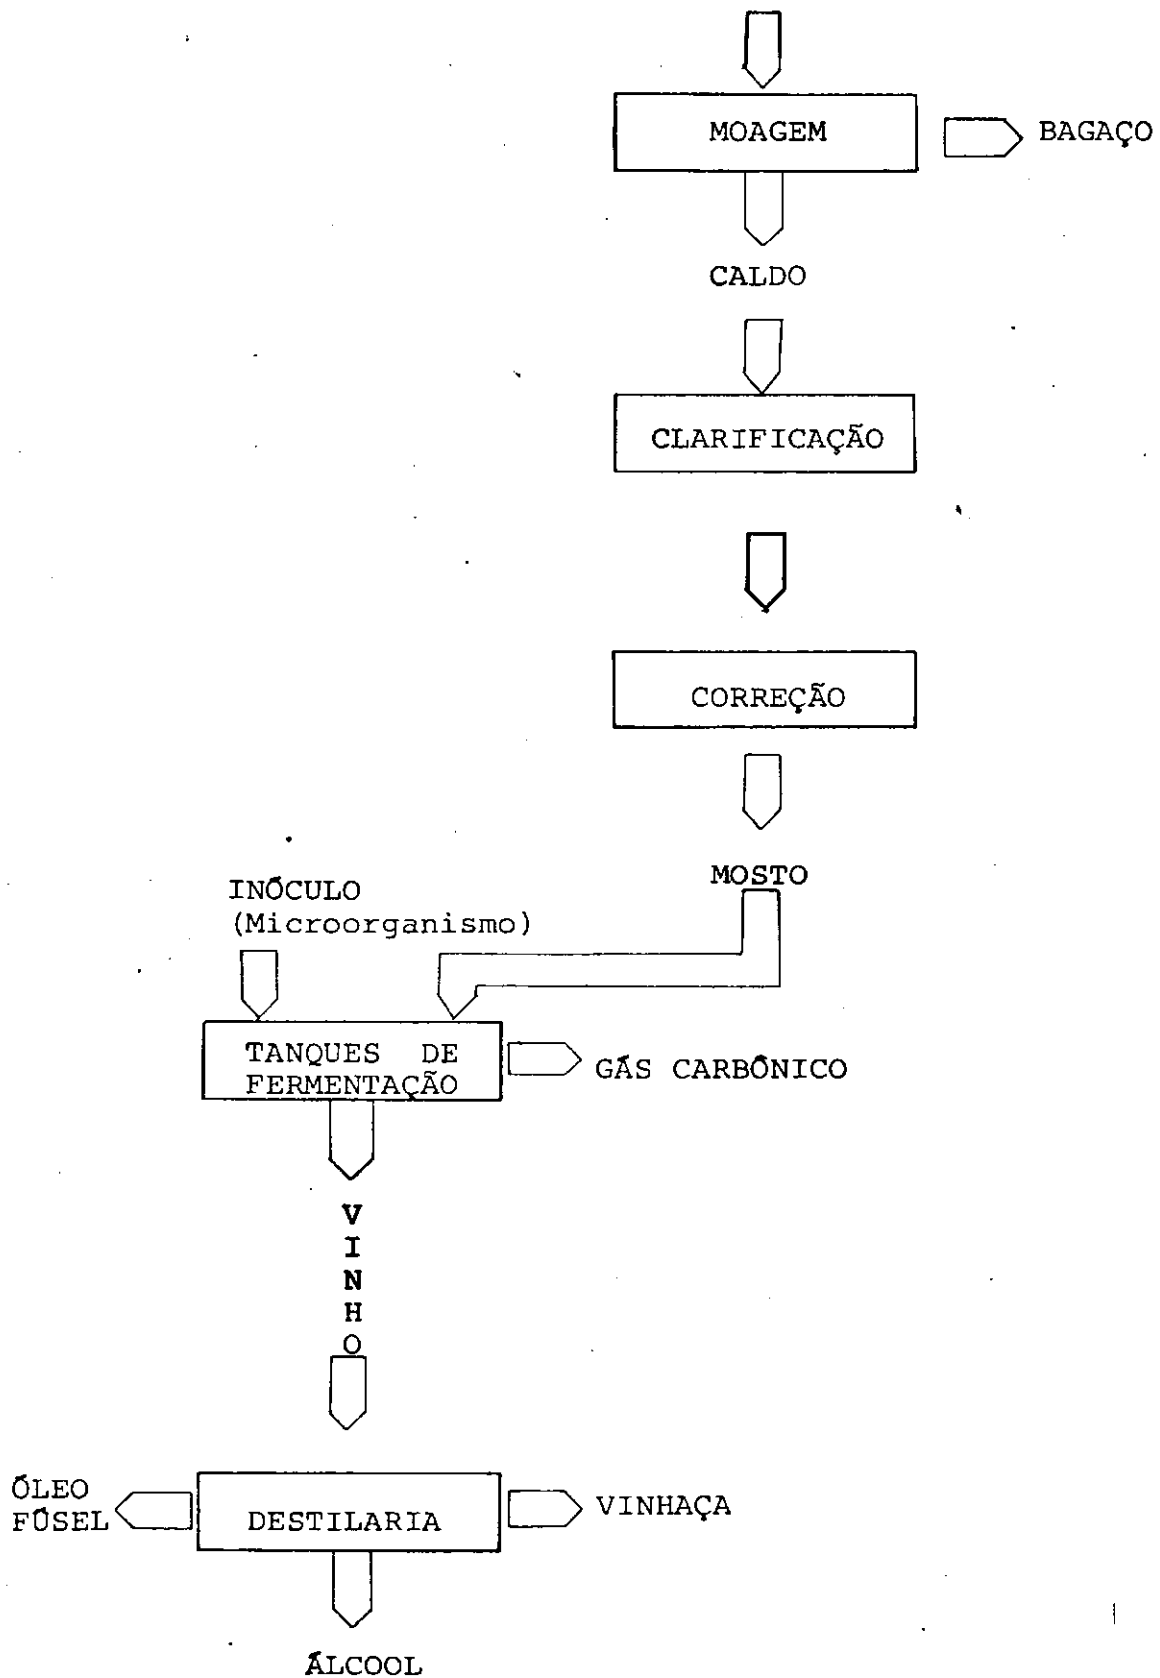 MOAGEM
BAGAÇO
CALDO
CLARIFICAÇÃO
CORREÇÃO
MOSTO
INÓCULO
(Microorganismo)
TANQUES DE
FERMENTAÇÃO
GÁS CARBÔNICO
V
I
N
H
O
ÓLEO
FÚSEL
DESTILARIA
VINHAÇA
ÁLCOOL